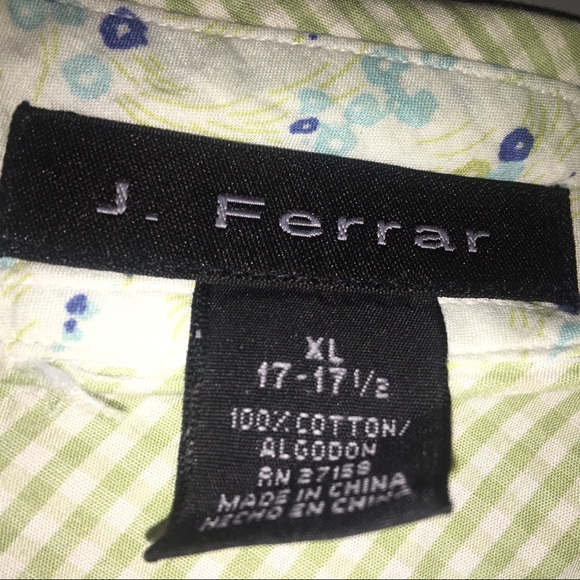 J. Ferrar
XL
17-17 1/2
100% COTTON/
ALGODON
RN 27159
MADE IN CHINA
HECHO EN CHINA